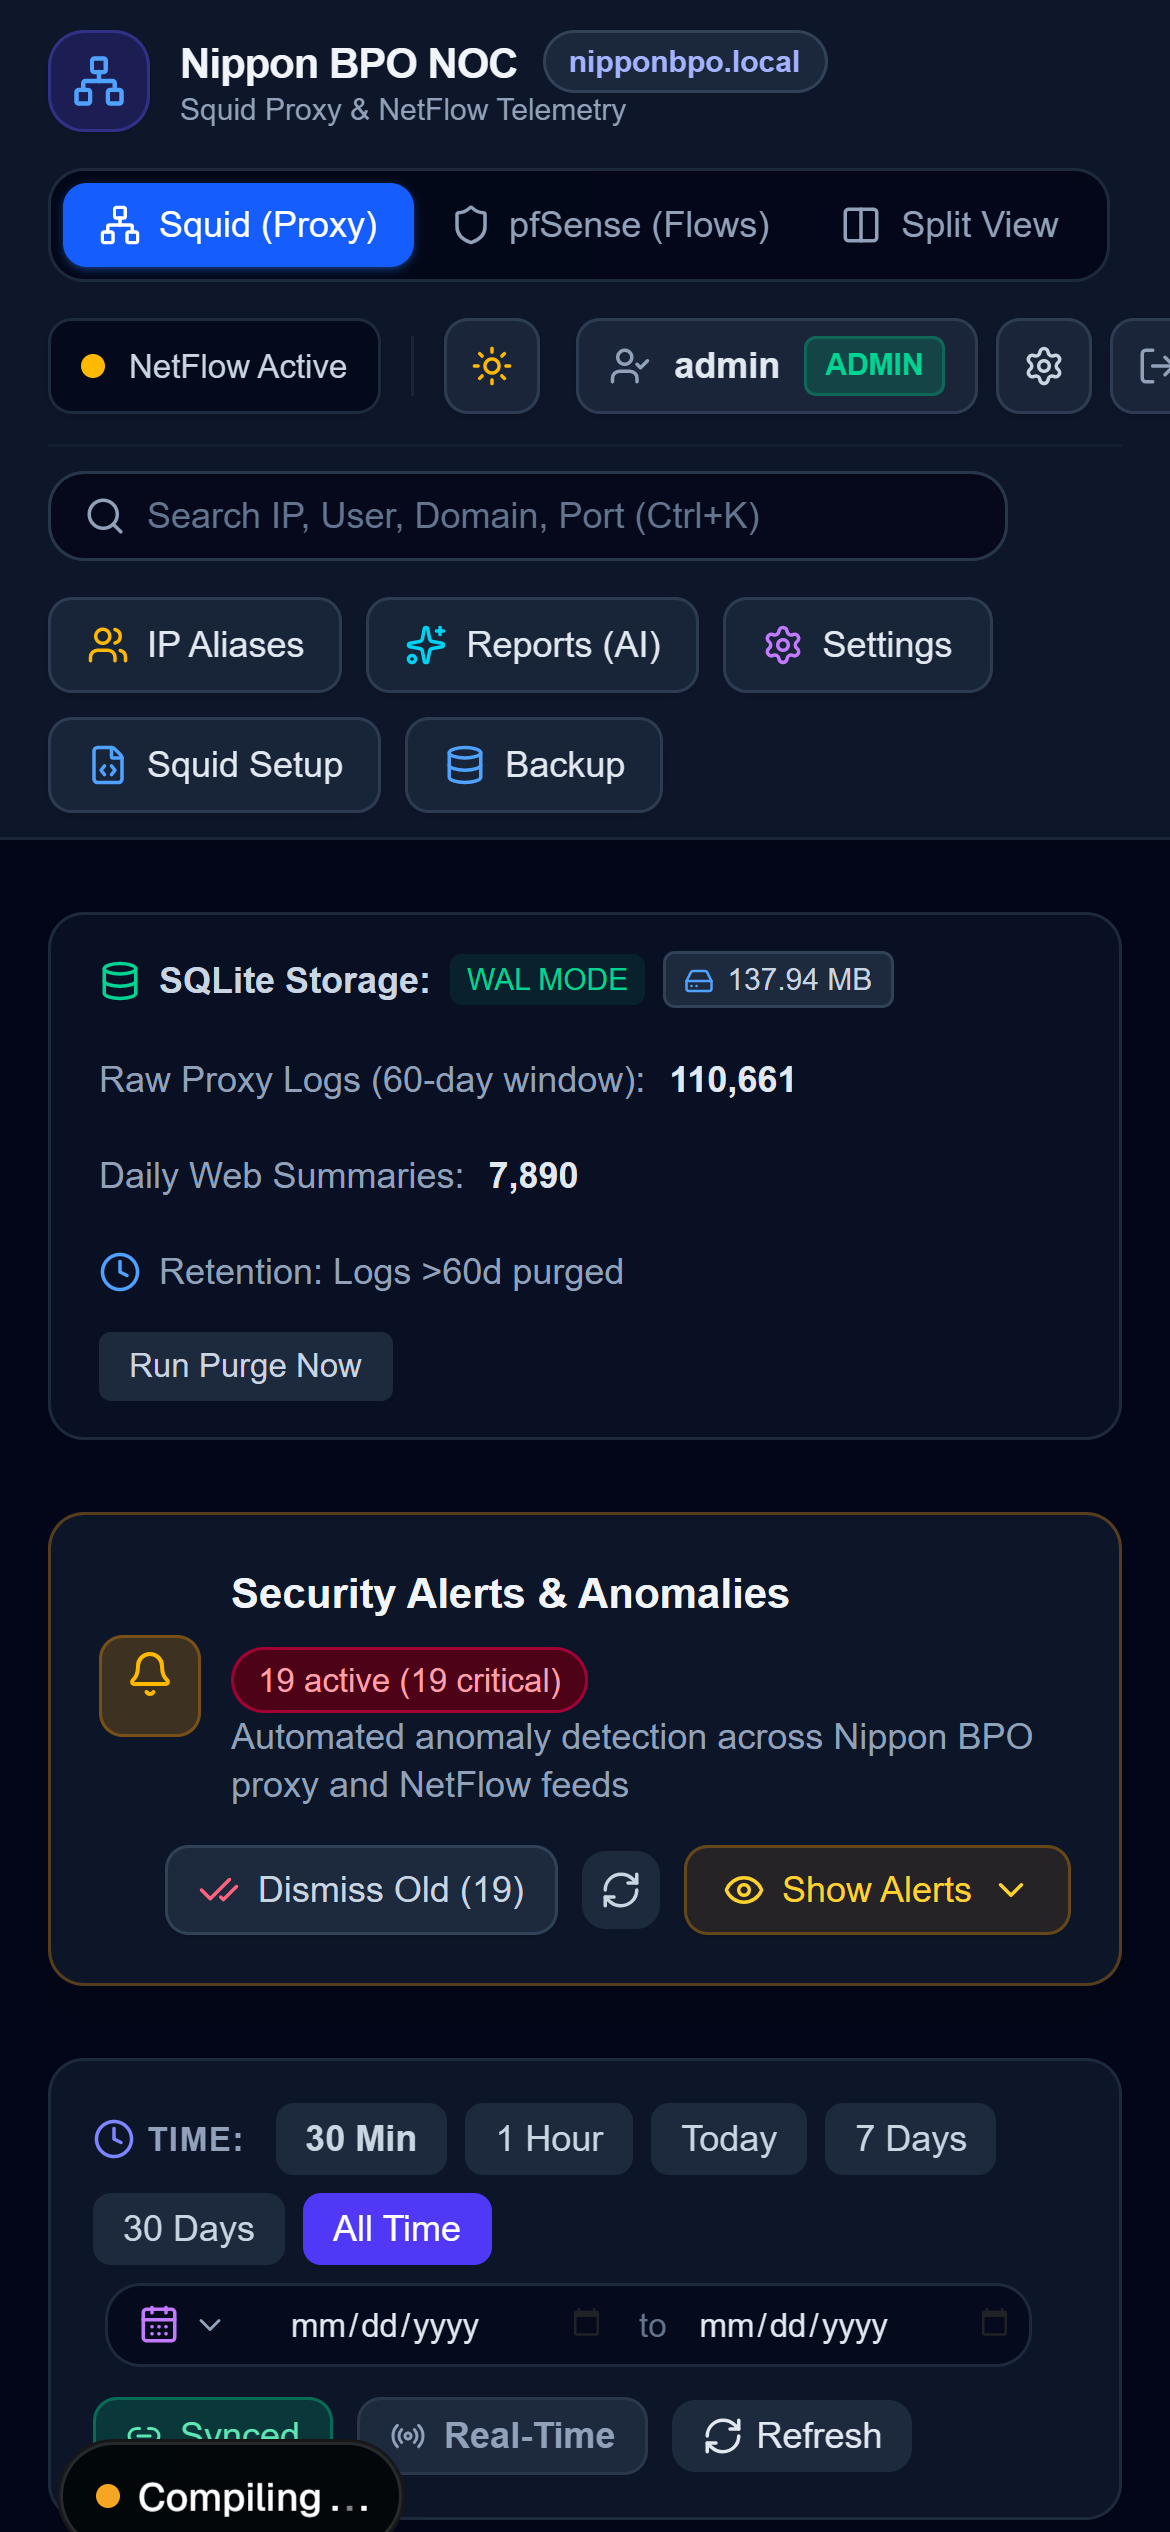 Nippon BPO NOC nipponbpo.local
Squid Proxy & NetFlow Telemetry
Squid (Proxy) pfSense (Flows) Split View
NetFlow Active admin ADMIN
Search IP, User, Domain, Port (Ctrl+K)
IP Aliases Reports (AI) Settings
Squid Setup Backup
SQLite Storage: WAL MODE 137.94 MB
Raw Proxy Logs (60-day window): 110,661
Daily Web Summaries: 7,890
Retention: Logs >60d purged
Run Purge Now
Security Alerts & Anomalies
19 active (19 critical)
Automated anomaly detection across Nippon BPO
proxy and NetFlow feeds
Dismiss Old (19) Show Alerts
TIME: 30 Min 1 Hour Today 7 Days
30 Days All Time
mm/dd/yyyy to mm/dd/yyyy
Synced Real-Time Refresh
Compiling ...